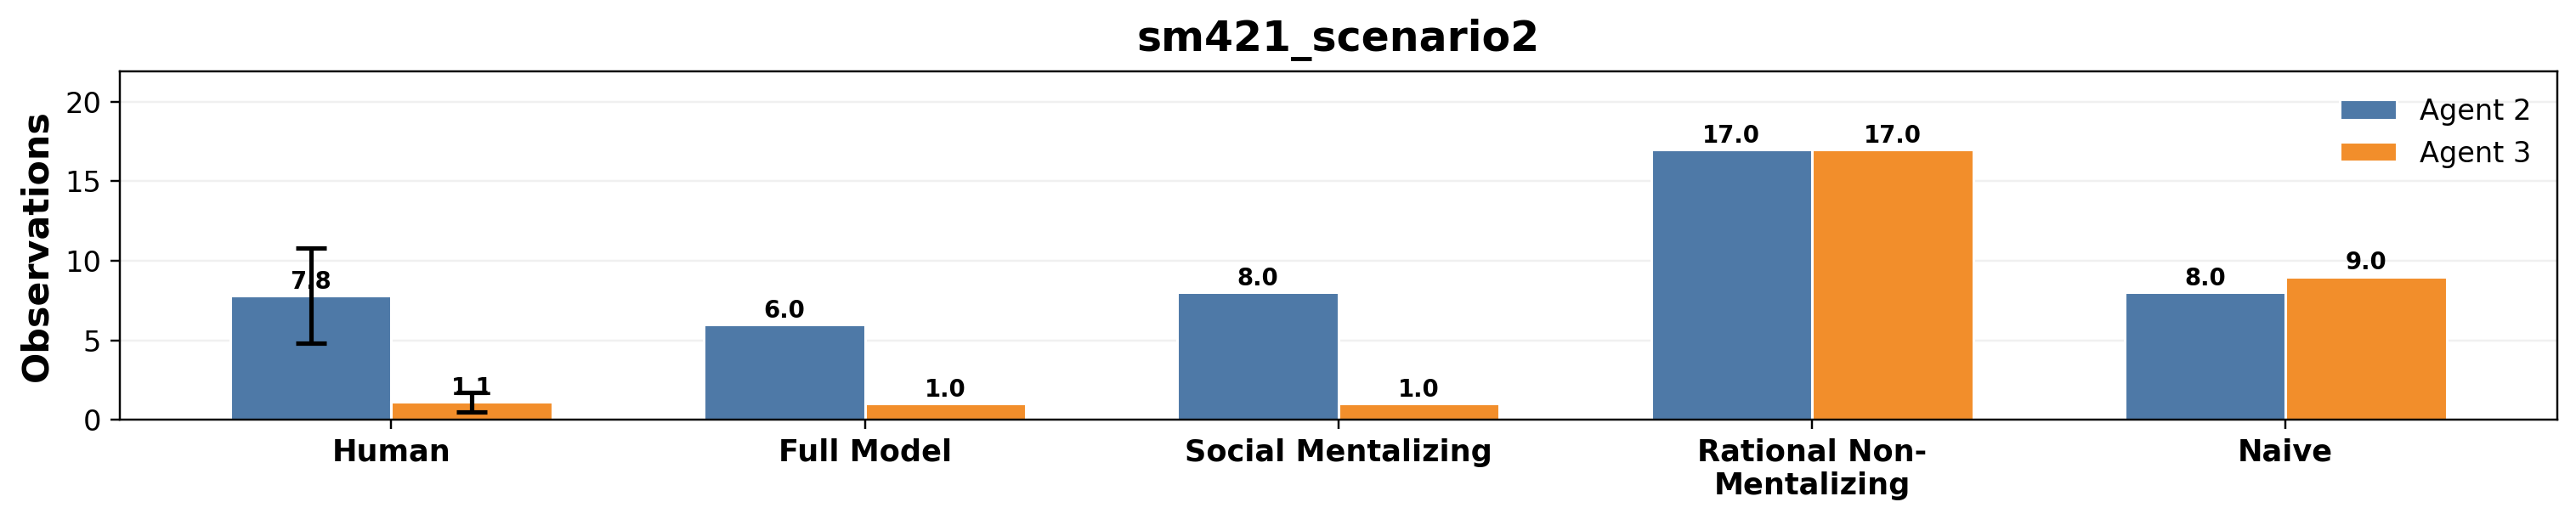 sm421_scenario2
Observations
20
15
10
5
0
Agent 2
Agent 3
7.8
1.1
6.0
1.0
8.0
1.0
17.0
17.0
8.0
9.0
Human
Full Model
Social Mentalizing
Rational Non-
Mentalizing
Naive